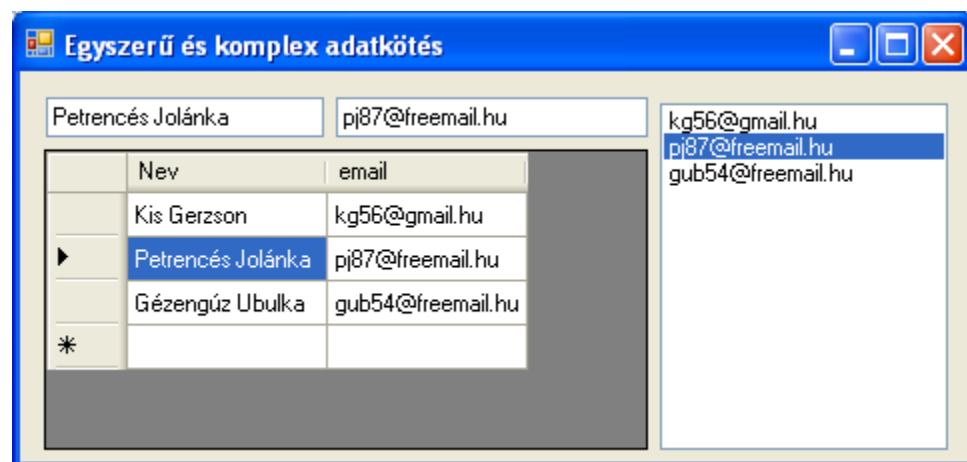 Egyszerű és komplex adatkötés
Petrencés Jolánka
pj87@freemail.hu
Nev email
Kis Gerzson kg56@gmail.hu
Petrencés Jolánka pj87@freemail.hu
Gézengúz Ubulka gub54@freemail.hu
kg56@gmail.hu
pj87@freemail.hu
gub54@freemail.hu